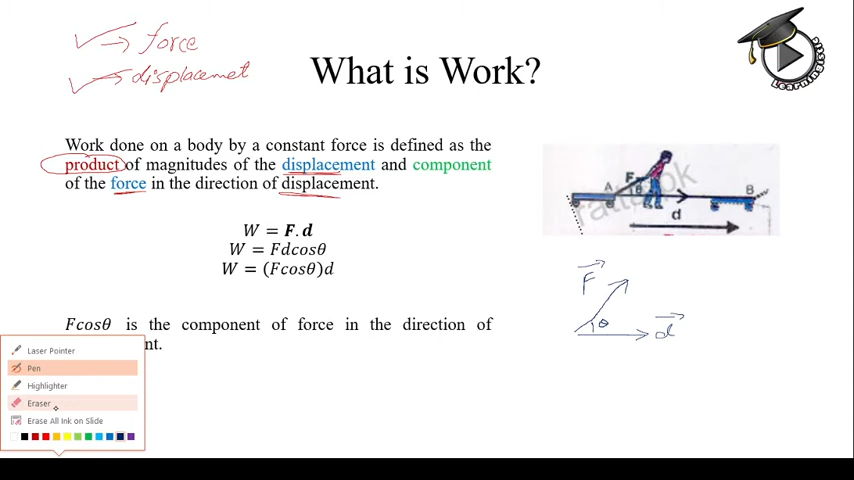 → force
→ displacemet
What is Work?
Work done on a body by a constant force is defined as the
product of magnitudes of the displacement and component
of the force in the direction of displacement.
W = F.d
W = Fdcosθ
W = (Fcosθ)d
Fcosθ is the component of force in the direction of
nt.
A
F
θ
B
d
F
θ
d
Laser Pointer
Pen
Highlighter
Eraser
Erase All Ink on Slide